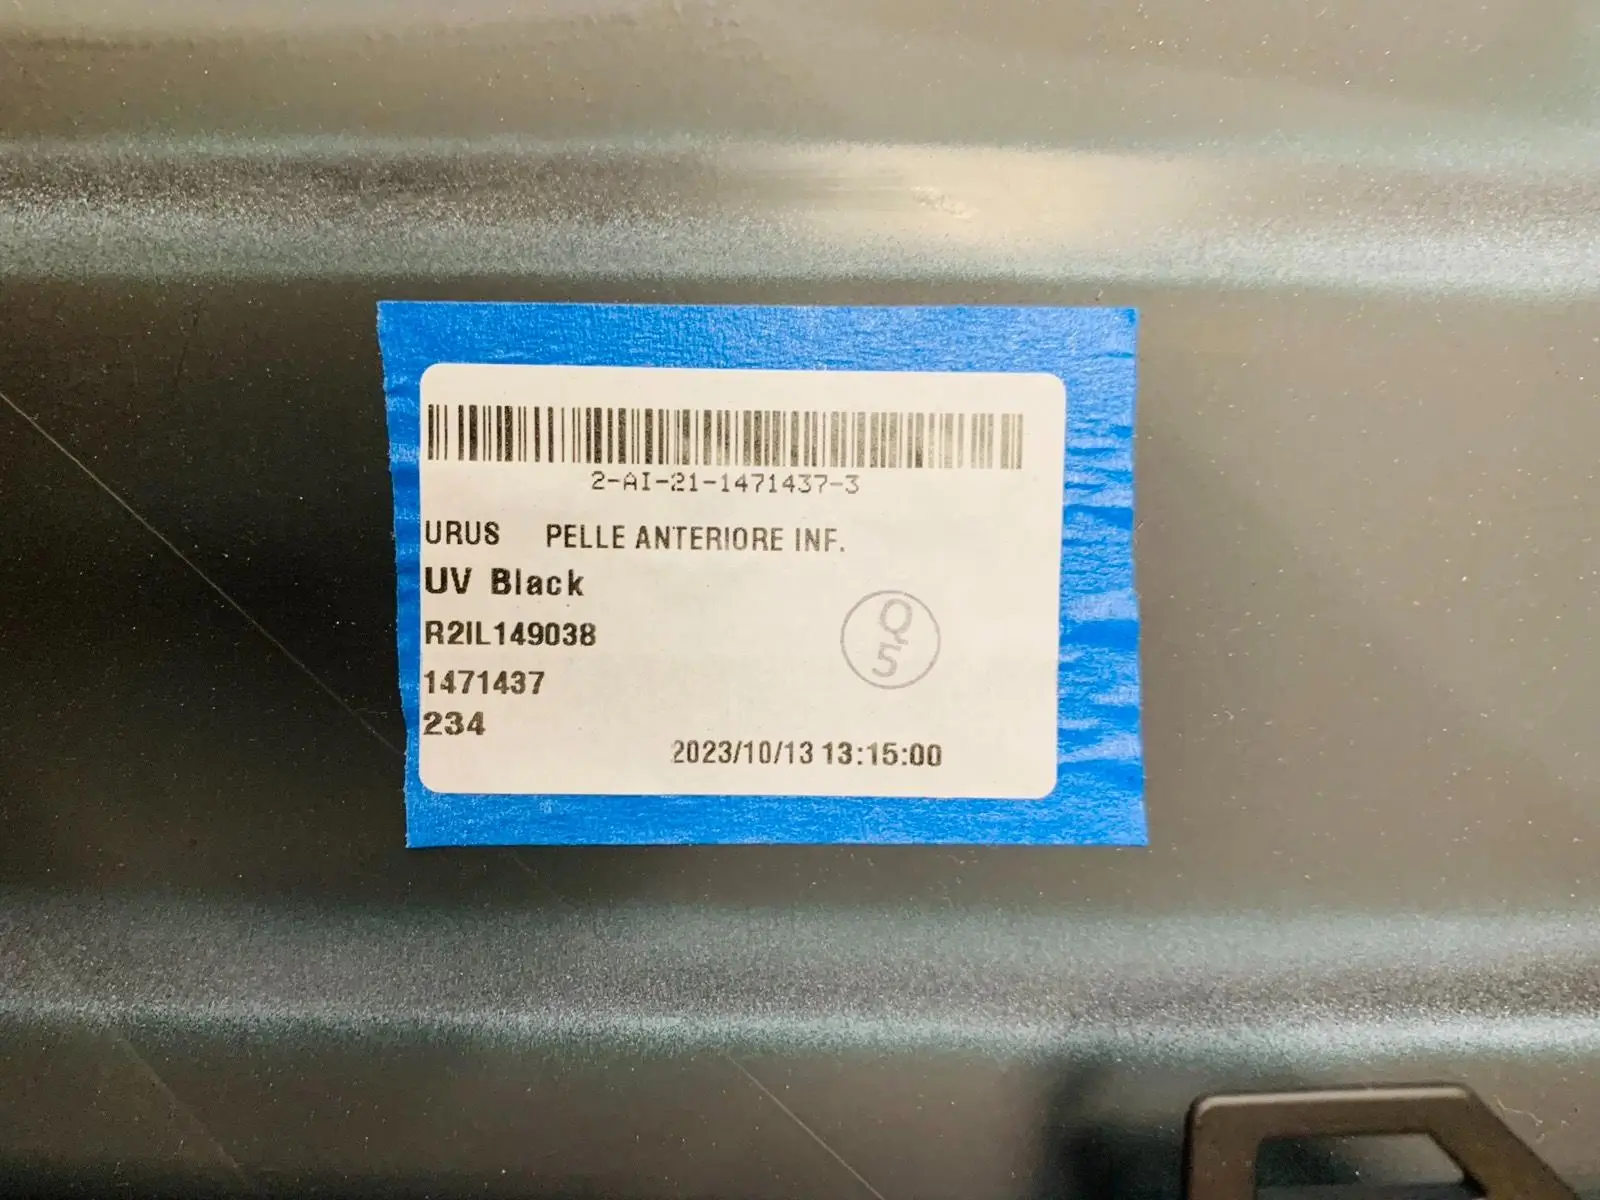 2-AI-21-1471437-3
URUS PELLE ANTERIORE INF.
UV Black
R2IL149038
Q
5
1471437
234
2023/10/13 13:15:00